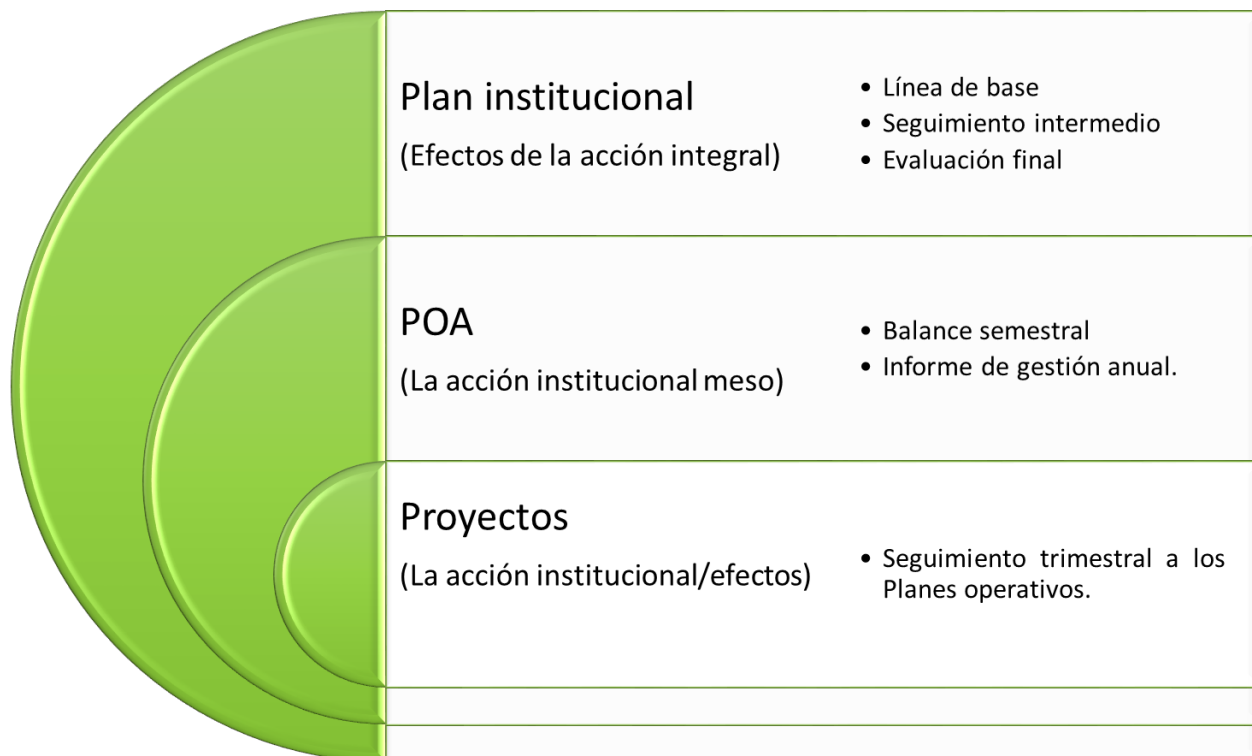 Plan institucional
(Efectos de la acción integral)
• Línea de base
• Seguimiento intermedio
• Evaluación final
POA
(La acción institucional meso)
• Balance semestral
• Informe de gestión anual.
Proyectos
(La acción institucional/efectos)
• Seguimiento trimestral a los
Planes operativos.